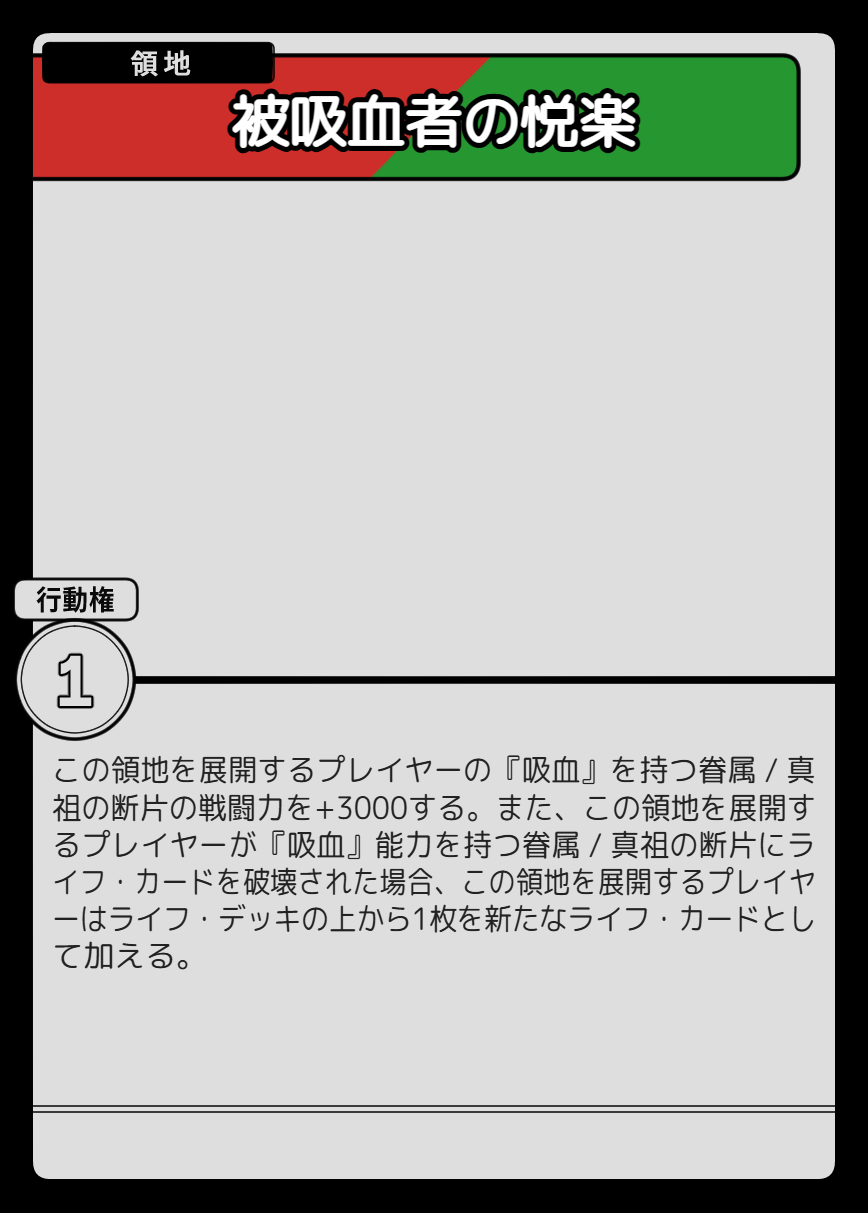 領地
被吸血者の悦楽
行動権
1
この領地を展開するプレイヤーの『吸血』を持つ眷属 / 真
祖の断片の戦闘力を+3000する。また、この領地を展開す
るプレイヤーが『吸血』能力を持つ眷属 / 真祖の断片にラ
イフ・カードを破壊された場合、この領地を展開するプレイヤ
ーはライフ・デッキの上から1枚を新たなライフ・カードとし
て加える。